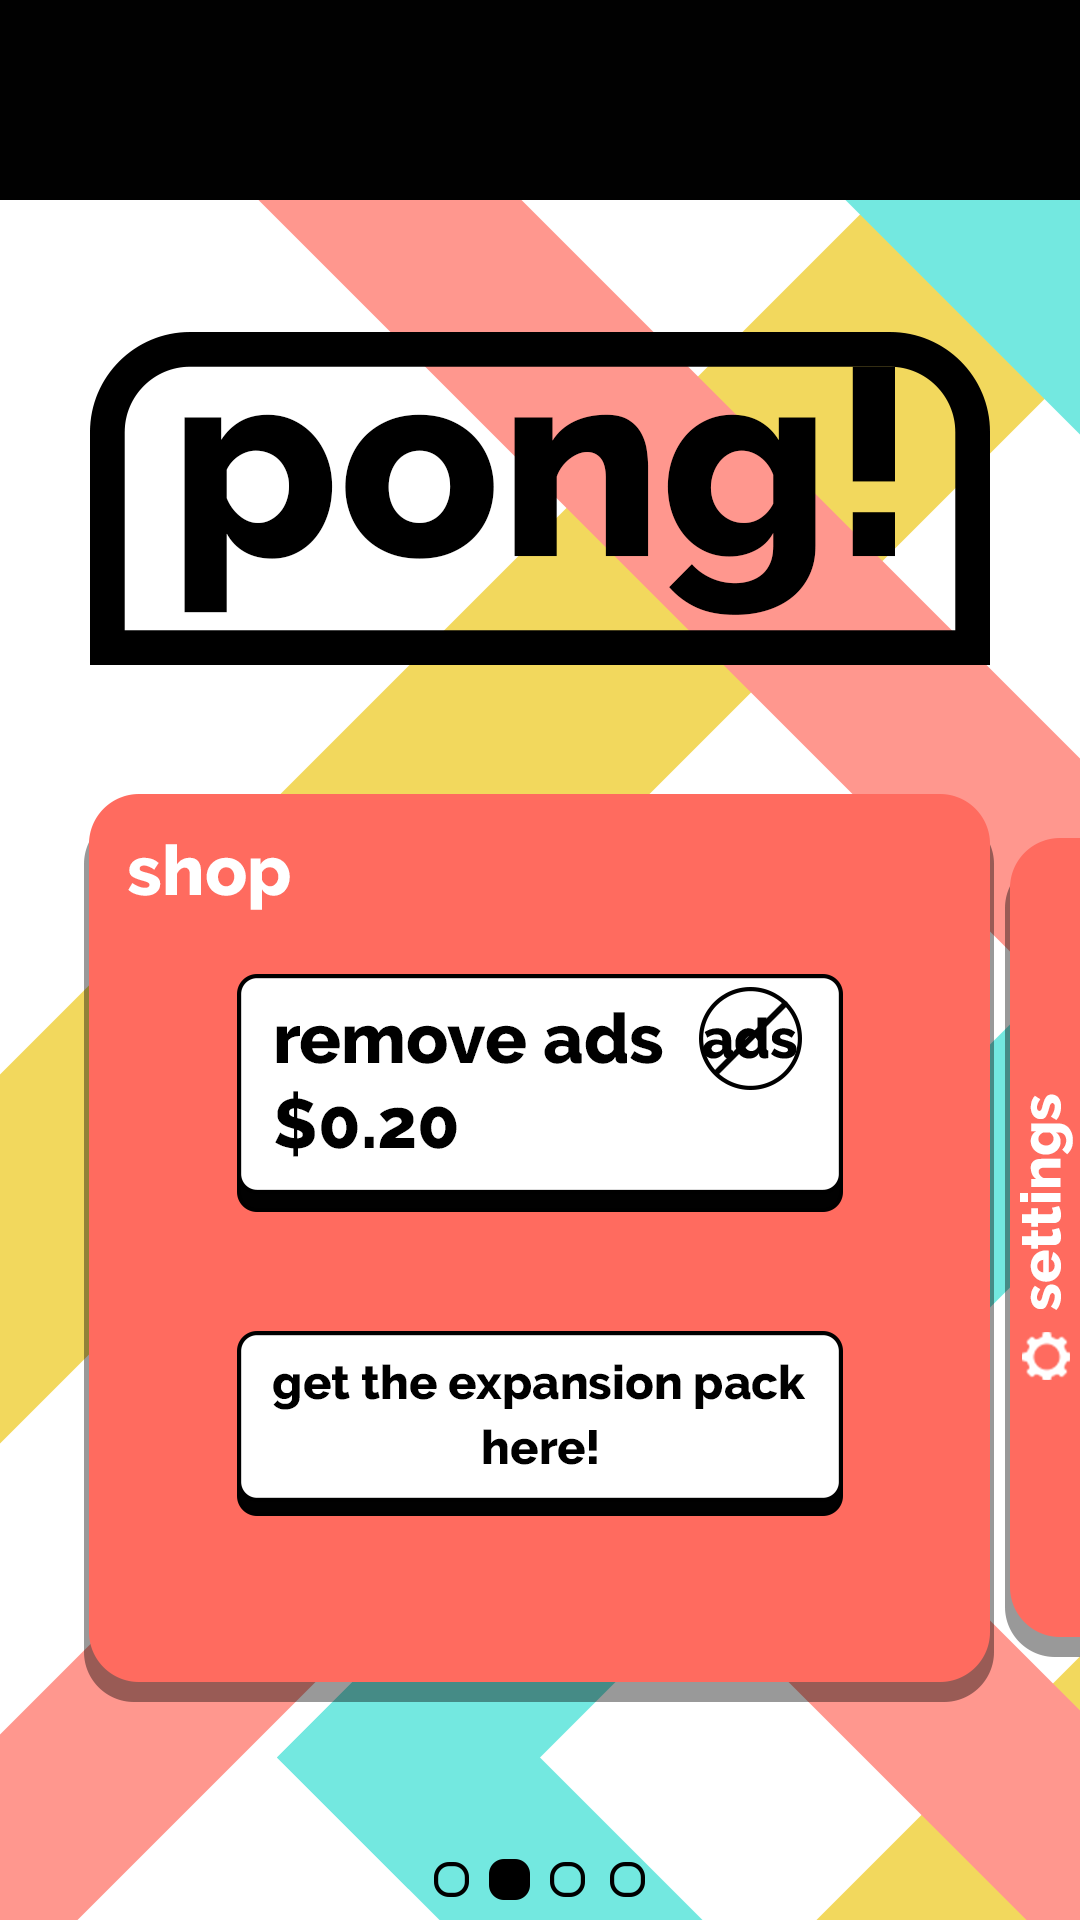 pong!
shop
remove ads
ads
$0.20
get the expansion pack
here!
settings